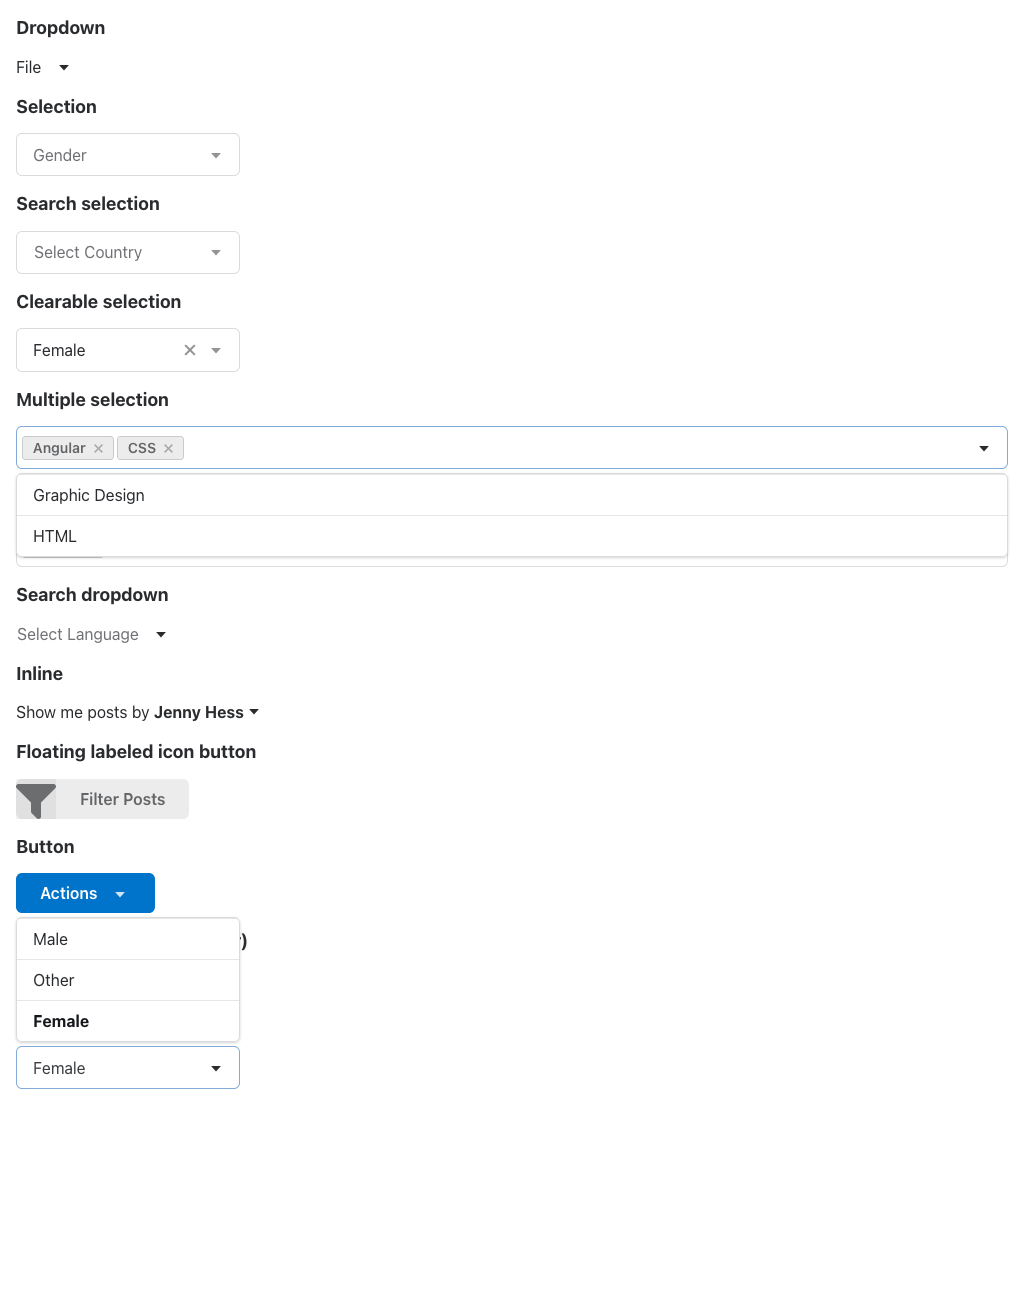 Dropdown
File
Selection
Gender
Search selection
Select Country
Clearable selection
Female
Multiple selection
Angular CSS
Graphic Design
HTML
Search dropdown
Select Language
Inline
Show me posts by Jenny Hess
Floating labeled icon button
Filter Posts
Button
Actions
)
Male
Other
Female
Female